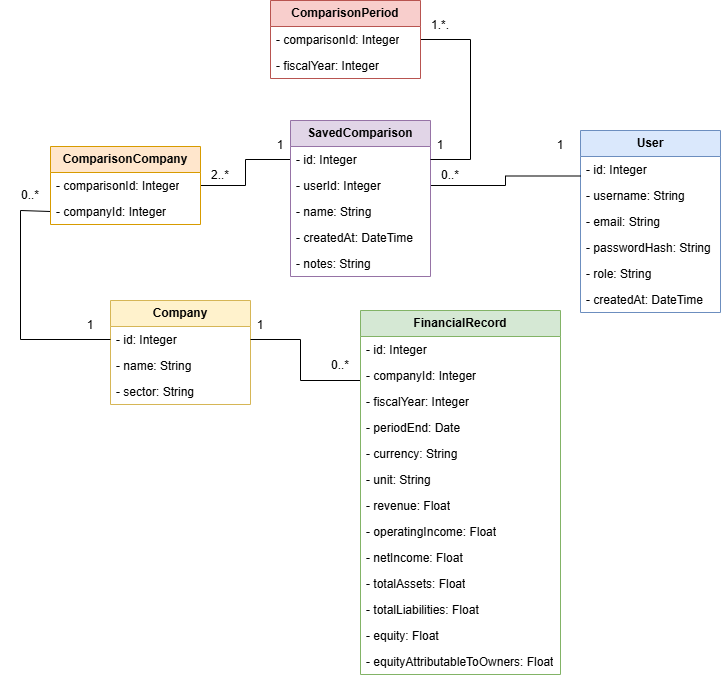 ComparisonPeriod
- comparisonId: Integer
- fiscalYear: Integer
1.*.
SavedComparison
- id: Integer
- userId: Integer
- name: String
- createdAt: DateTime
- notes: String
1
1
0..*
1
User
- id: Integer
- username: String
- email: String
- passwordHash: String
- role: String
- createdAt: DateTime
ComparisonCompany
- comparisonId: Integer
- companyId: Integer
2..*
0..*
Company
- id: Integer
- name: String
- sector: String
1
1
0..*
FinancialRecord
- id: Integer
- companyId: Integer
- fiscalYear: Integer
- periodEnd: Date
- currency: String
- unit: String
- revenue: Float
- operatingIncome: Float
- netIncome: Float
- totalAssets: Float
- totalLiabilities: Float
- equity: Float
- equityAttributableToOwners: Float